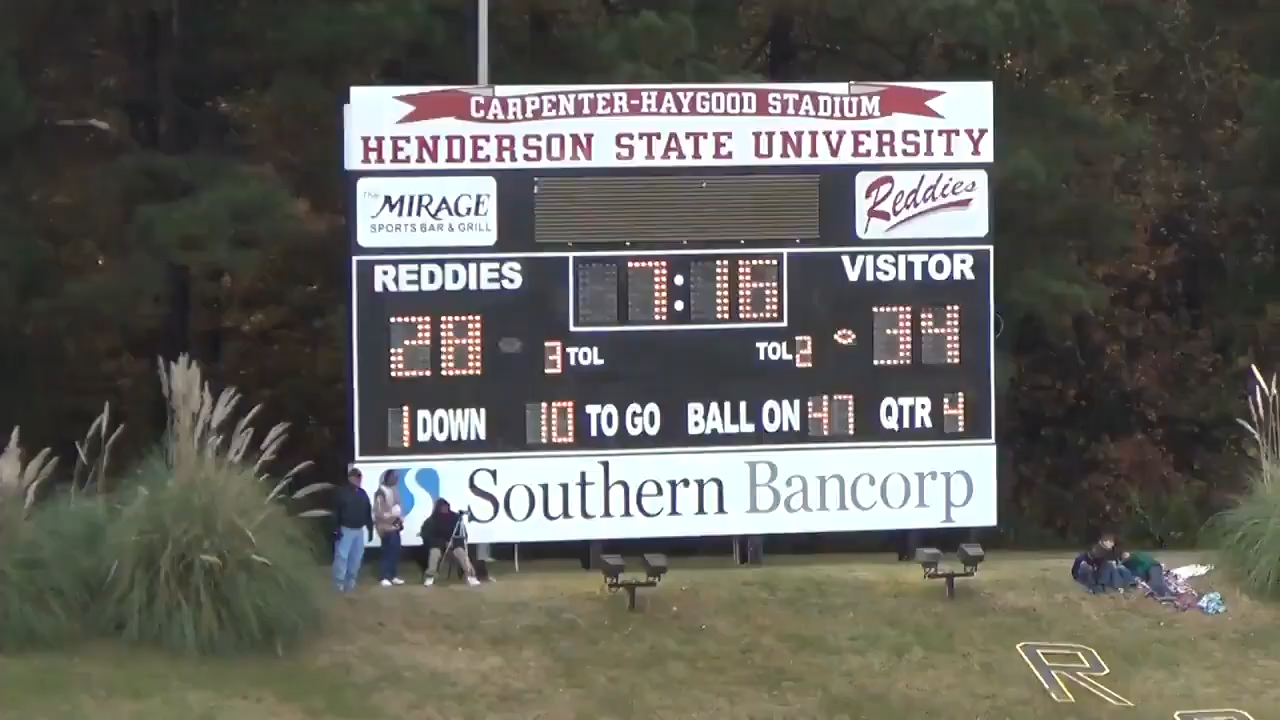 CARPENTER-HAYGOOD STADIUM
HENDERSON STATE UNIVERSITY
The MIRAGE
SPORTS BAR & GRILL
Reddies
REDDIES 7:16 VISITOR
28 3 TOL TOL 2 34
1 DOWN 10 TO GO BALL ON 47 QTR 4
Southern Bancorp
R